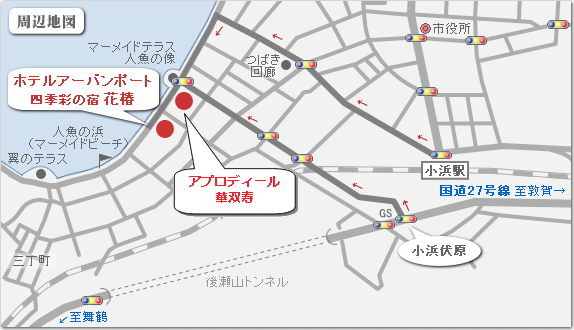 周辺地図
マーメイドテラス
人魚の像
つばき
回廊
市役所
ホテルアーバンポート
四季彩の宿 花椿
人魚の浜
(マーメイドビーチ)
翼のテラス
アプロディール
華双寿
小浜駅
国道27号線 至敦賀→
GS
小浜伏原
三丁町
後瀬山トンネル
↙至舞鶴